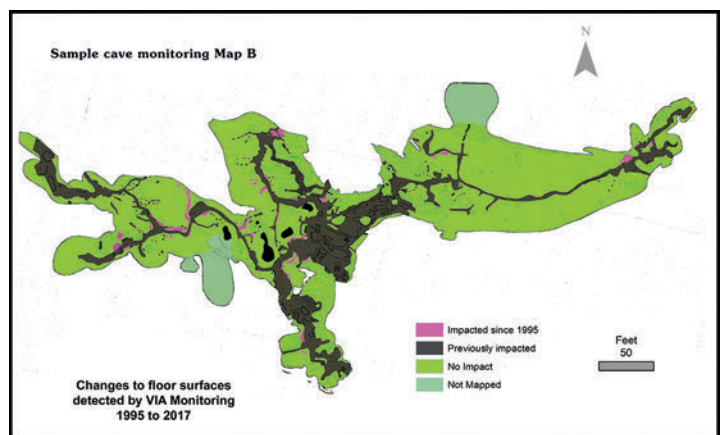 Sample cave monitoring Map B
N
Impacted since 1995
Previously impacted
No Impact
Not Mapped
Feet
50
Changes to floor surfaces
detected by VIA Monitoring
1995 to 2017